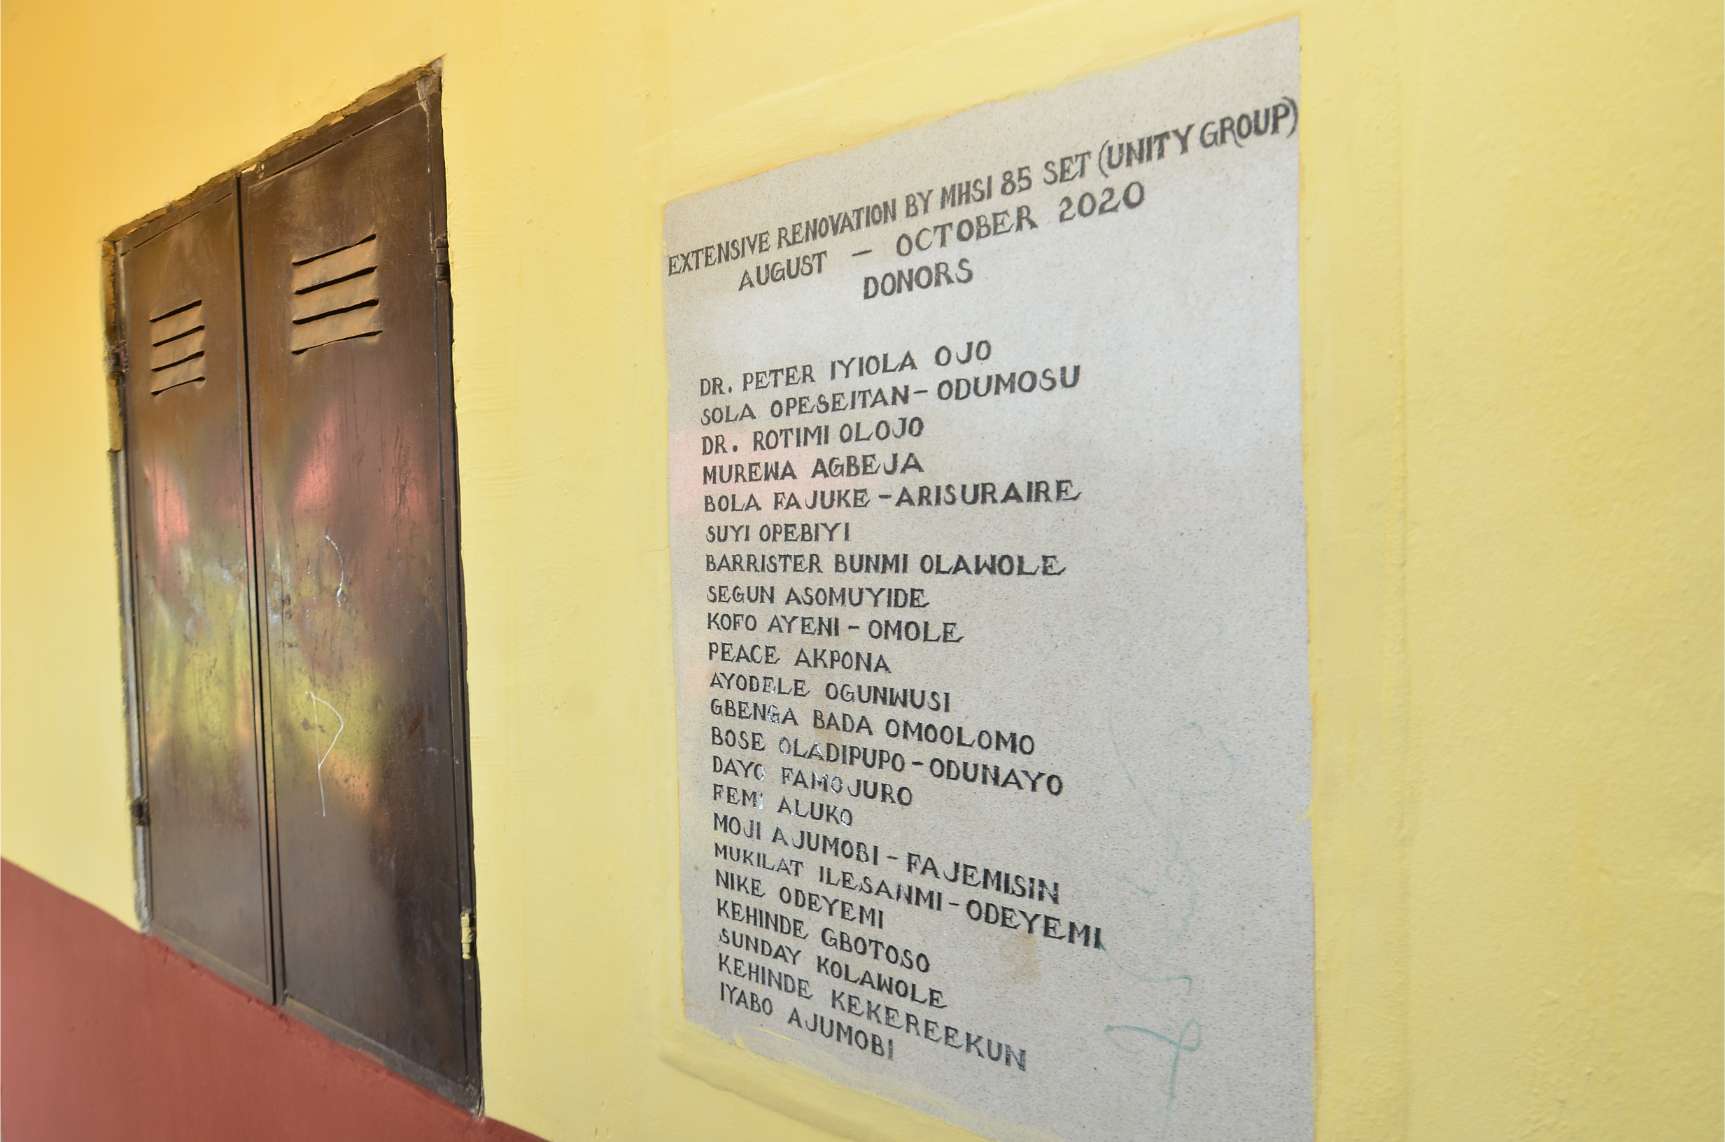 EXTENSIVE RENOVATION BY MHSI 85 SET (UNITY GROUP)
AUGUST — OCTOBER 2020
DONORS
DR. PETER IYIOLA OJO
SOLA OPESEITAN-ODUMOSU
DR. ROTIMI OLOJO
MUREWA AGBEJA
BOLA FAJUKE-ARISURAIRE
SUYI OPEBIYI
BARRISTER BUNMI OLAWOLE
SEGUN ASOMUYIDE
KOFO AYENI-OMOLE
PEACE AKPONA
AYODELE OGUNWUSI
GBENGA BADA OMOOLOMO
BOSE OLADIPUPO-ODUNAYO
DAYO FAMOJURO
FEMI ALUKO
MOJI AJUMOBI-FAJEMISIN
MUKILAT ILESANMI-ODEYEMI
NIKE ODEYEMI
KEHINDE GBOTOSO
SUNDAY KOLAWOLE
KEHINDE KEKEREEKUN
IYABO AJUMOBI